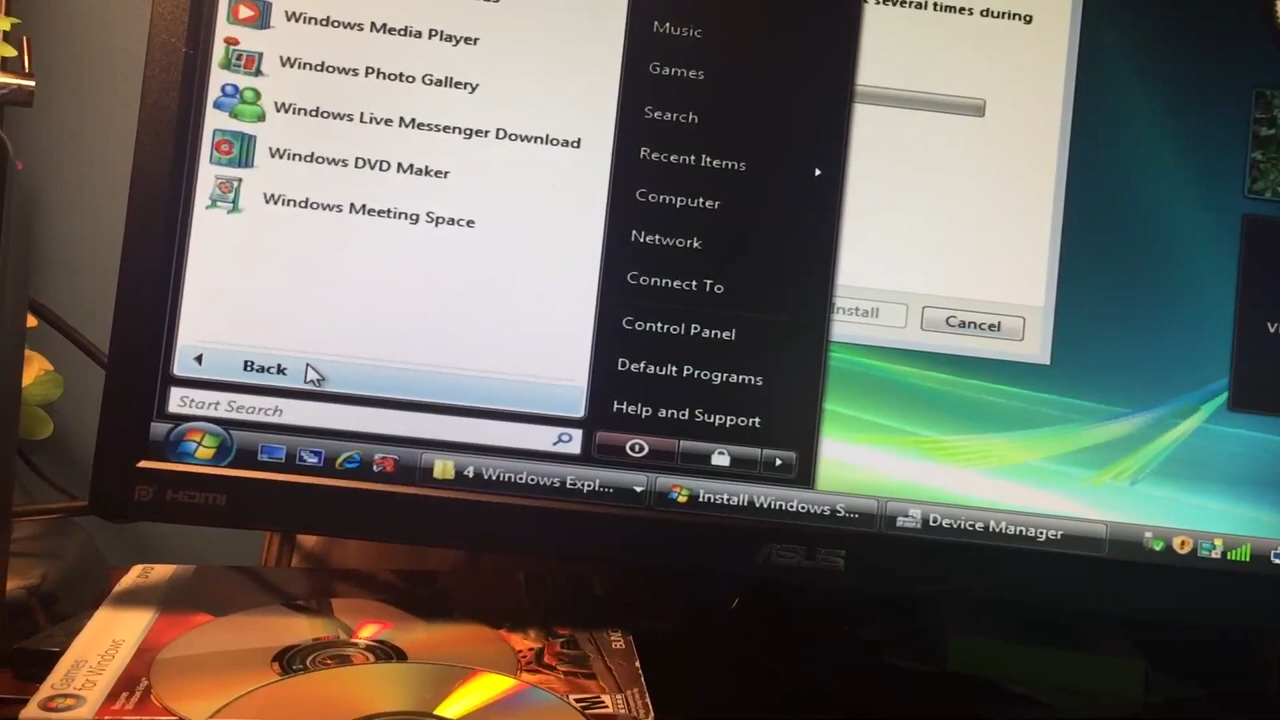 several times during
Windows Media Player
Windows Photo Gallery
Windows Live Messenger Download
Windows DVD Maker
Windows Meeting Space
Back
Start Search
Music
Games
Search
Recent Items
Computer
Network
Connect To
Control Panel
Default Programs
Help and Support
Install
Cancel
4 Windows Expl...
Install Windows S...
Device Manager
HDMI
ASUS
DVD
Games
for Windows